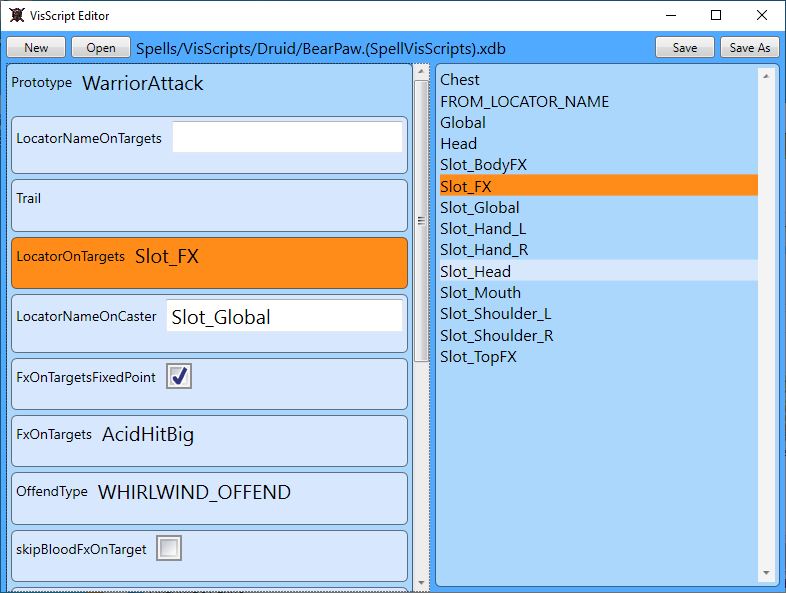 VisScript Editor
New Open Spells/VisScripts/Druid/BearPaw.(SpellVisScripts).xdb Save Save As
Prototype WarriorAttack
LocatorNameOnTargets
Trail
LocatorOnTargets Slot_FX
LocatorNameOnCaster Slot_Global
FxOnTargetsFixedPoint
FxOnTargets AcidHitBig
OffendType WHIRLWIND_OFFEND
skipBloodFxOnTarget
Chest
FROM_LOCATOR_NAME
Global
Head
Slot_BodyFX
Slot_FX
Slot_Global
Slot_Hand_L
Slot_Hand_R
Slot_Head
Slot_Mouth
Slot_Shoulder_L
Slot_Shoulder_R
Slot_TopFX